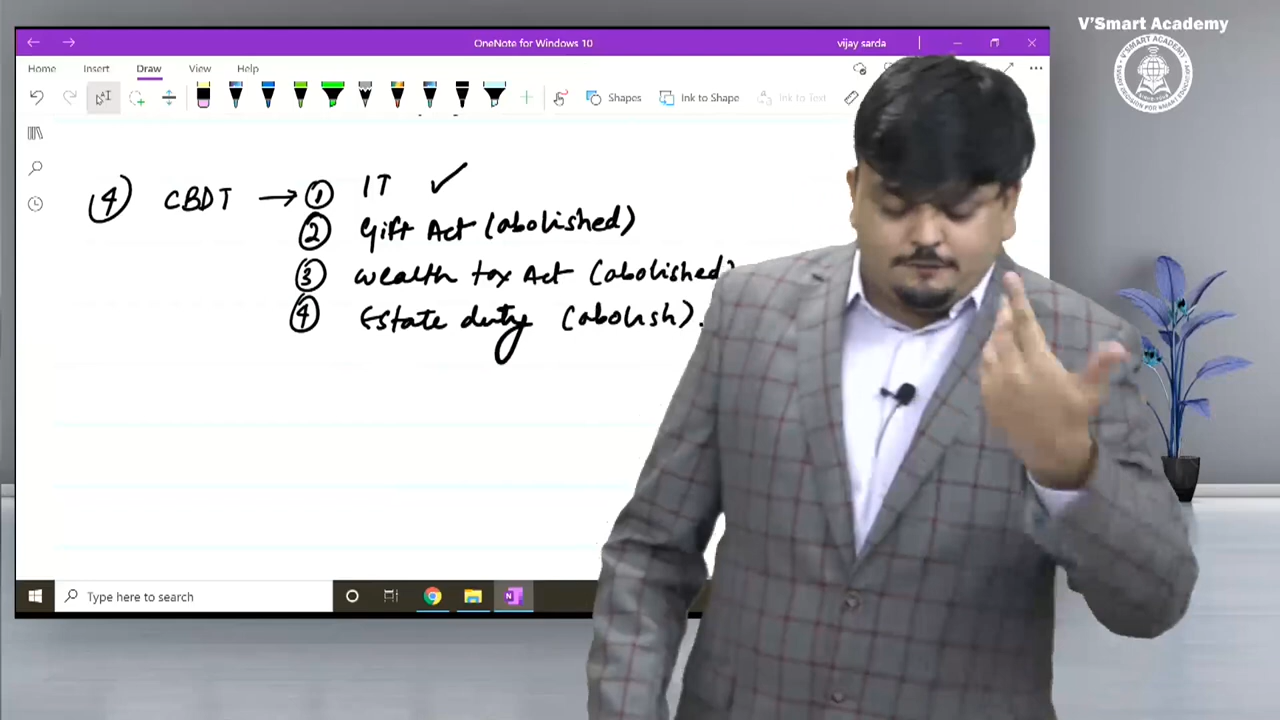 V'Smart Academy
OneNote for Windows 10
vijay sarda
Home Insert Draw View Help
Shapes Ink to Shape Ink to Text
4 CBDT → 1 IT ✓
2 Gift Act (abolished)
3 Wealth tax Act (abolished)
4 Estate duty (abolish).
Type here to search